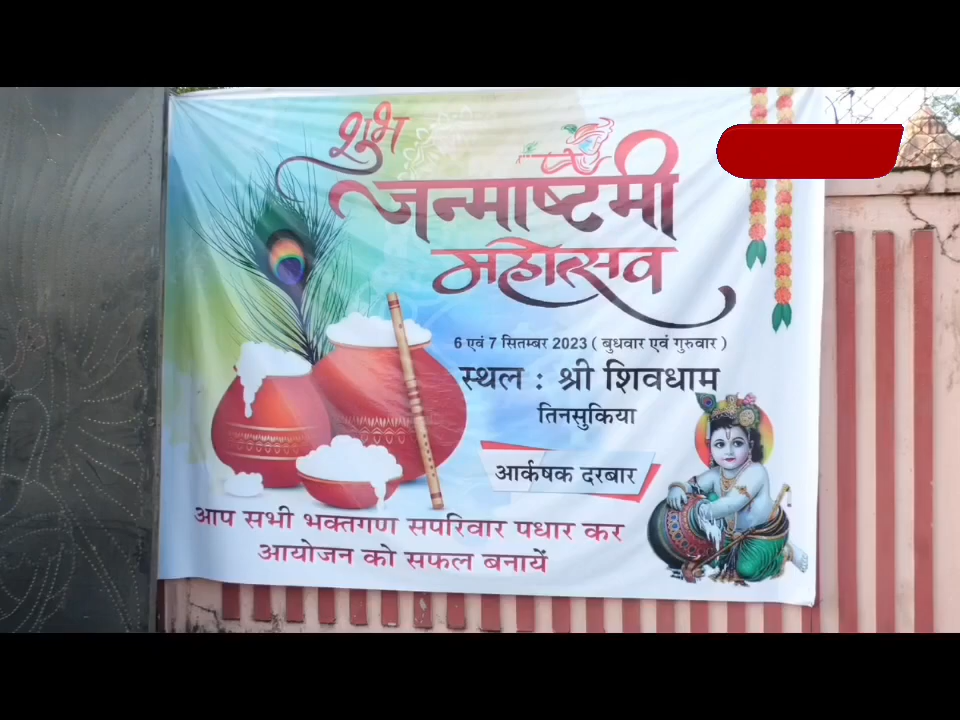 शुभ
जन्माष्टमी
महोत्सव
6 एवं 7 सितम्बर 2023 ( बुधवार एवं गुरुवार )
स्थल : श्री शिवधाम
तिनसुकिया
आर्कषक दरबार
आप सभी भक्तगण सपरिवार पधार कर
आयोजन को सफल बनायें